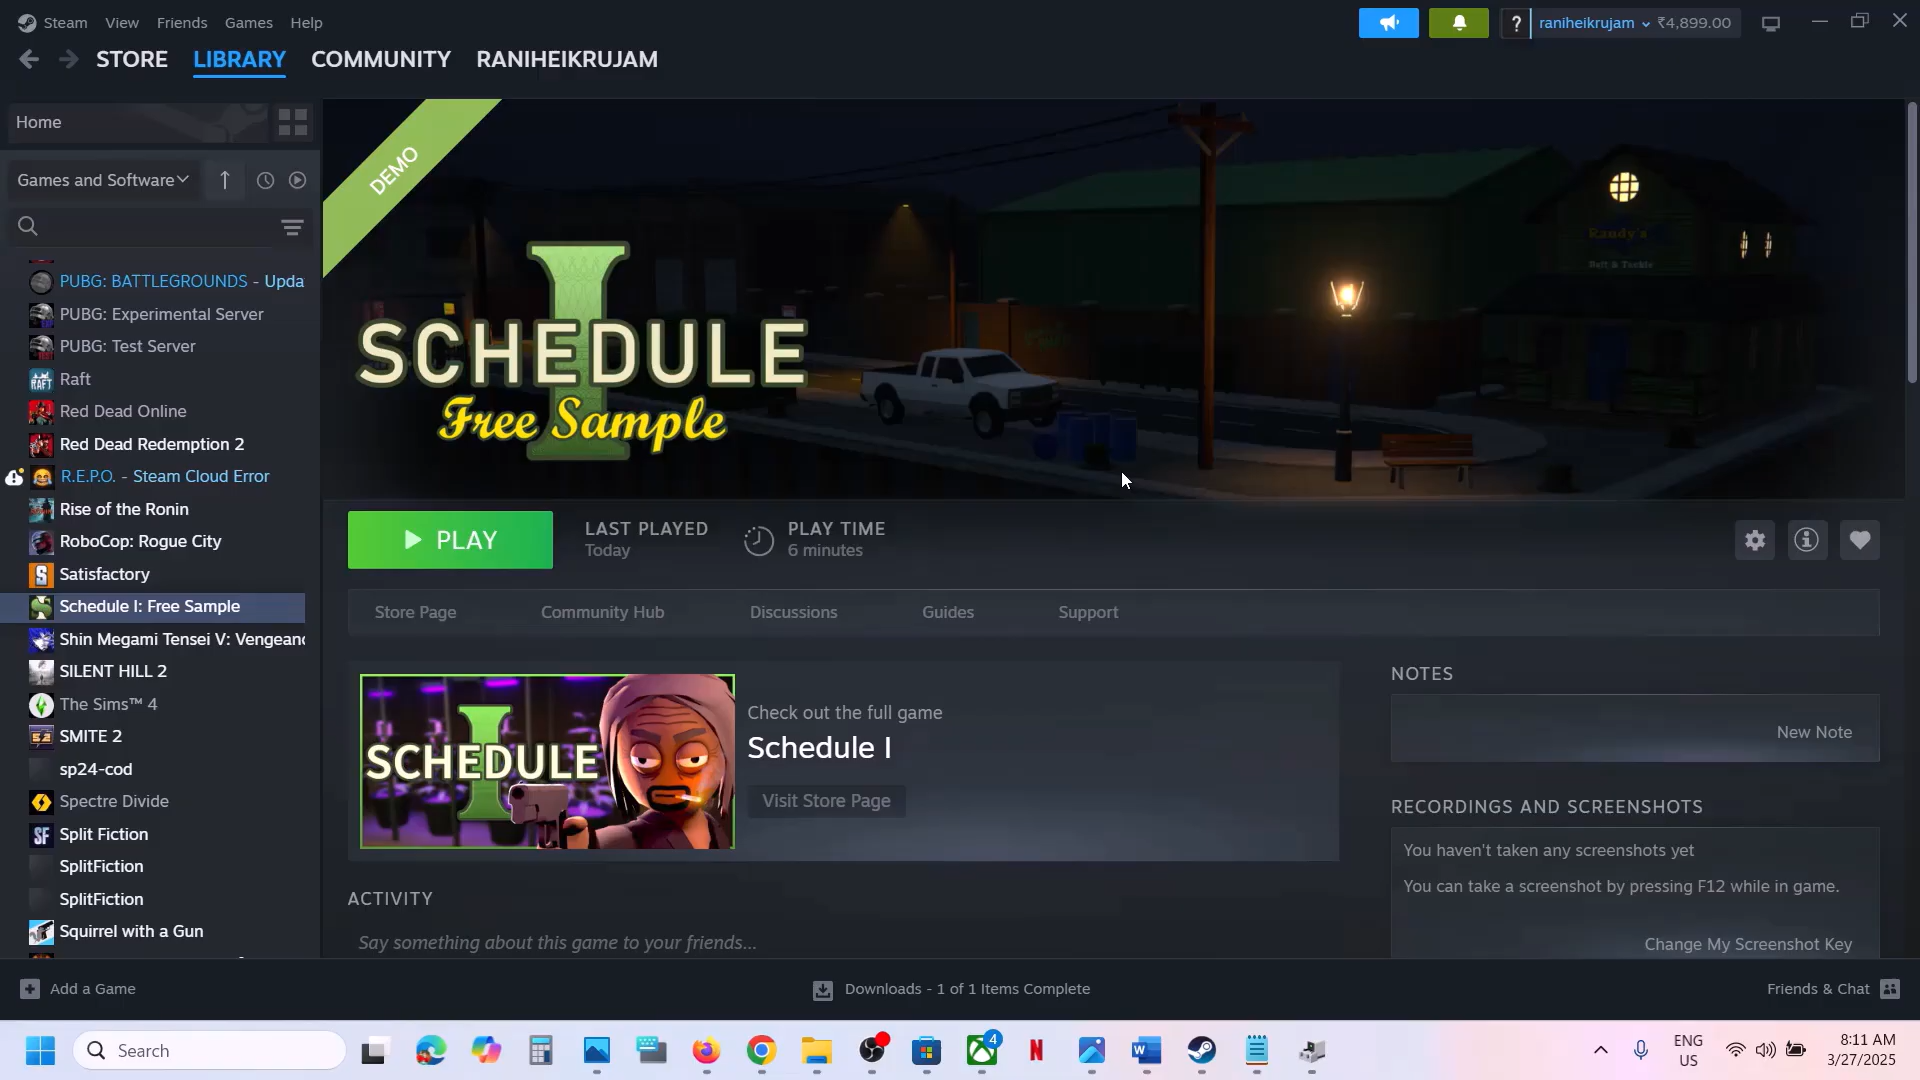 Steam View Friends Games Help
? raniheikrujam ₹4,899.00
STORE LIBRARY COMMUNITY RANIHEIKRUJAM
Home
Games and Software
PUBG: BATTLEGROUNDS - Upda
PUBG: Experimental Server
PUBG: Test Server
Raft
Red Dead Online
Red Dead Redemption 2
R.E.P.O. - Steam Cloud Error
Rise of the Ronin
RoboCop: Rogue City
Satisfactory
Schedule I: Free Sample
Shin Megami Tensei V: Vengeanc
SILENT HILL 2
The Sims™ 4
SMITE 2
sp24-cod
Spectre Divide
Split Fiction
SplitFiction
SplitFiction
Squirrel with a Gun
DEMO
SCHEDULE I
Free Sample
Randy's
Bait & Tackle
PLAY
LAST PLAYED
Today
PLAY TIME
6 minutes
Store Page Community Hub Discussions Guides Support
SCHEDULE I
Check out the full game
Schedule I
Visit Store Page
NOTES
New Note
RECORDINGS AND SCREENSHOTS
You haven't taken any screenshots yet
You can take a screenshot by pressing F12 while in game.
Change My Screenshot Key
ACTIVITY
Say something about this game to your friends...
Add a Game
Downloads - 1 of 1 Items Complete
Friends & Chat
Search
4
ENG
US
8:11 AM
3/27/2025